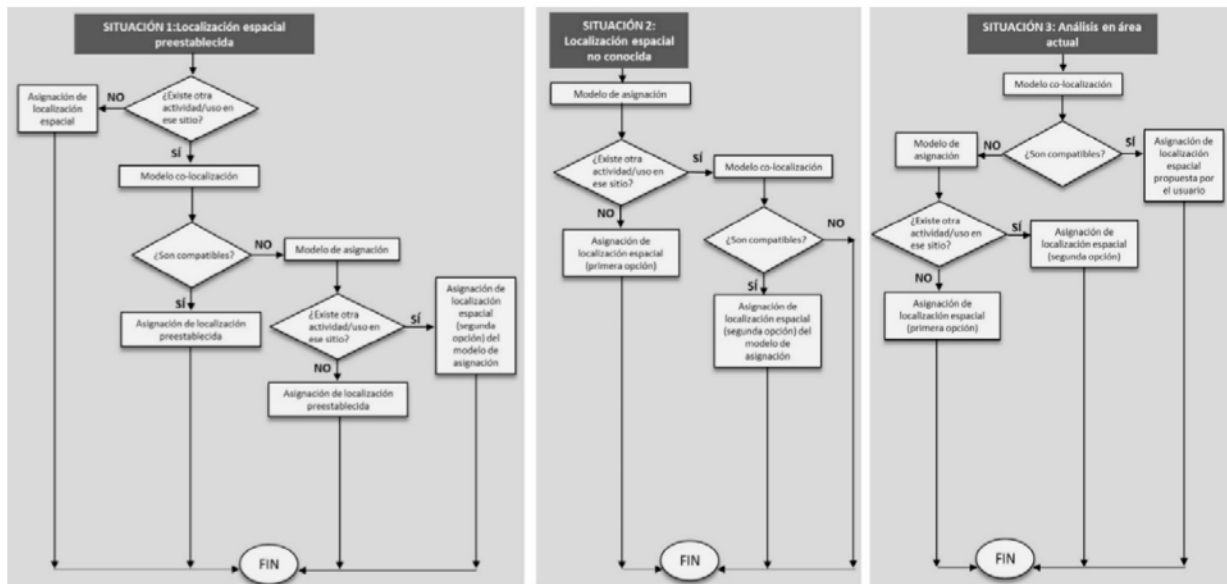 SITUACIÓN 1:Localización espacial
preestablecida
¿Existe otra
actividad/uso en
ese sitio?
NO
Asignación de
localización
espacial
SÍ
Modelo co-localización
¿Son compatibles?
NO
Modelo de asignación
SÍ
Asignación de localización
preestablecida
¿Existe otra
actividad/uso en
ese sitio?
SÍ
Asignación de
localización
espacial
(segunda
opción) del
modelo de
asignación
NO
Asignación de localización
preestablecida
FIN
SITUACIÓN 2:
Localización espacial
no conocida
Modelo de asignación
¿Existe otra
actividad/uso en
ese sitio?
SÍ
Modelo co-localización
NO
Asignación de
localización espacial
(primera opción)
¿Son compatibles?
NO
SÍ
Asignación de
localización espacial
(segunda opción) del
modelo de
asignación
FIN
SITUACIÓN 3: Análisis en área
actual
Modelo co-localización
¿Son compatibles?
NO
Modelo de
asignación
SÍ
Asignación de
localización
espacial
propuesta por
el usuario
¿Existe otra
actividad/uso en
ese sitio?
SÍ
Asignación de
localización espacial
(segunda opción)
NO
Asignación de
localización espacial
(primera opción)
FIN